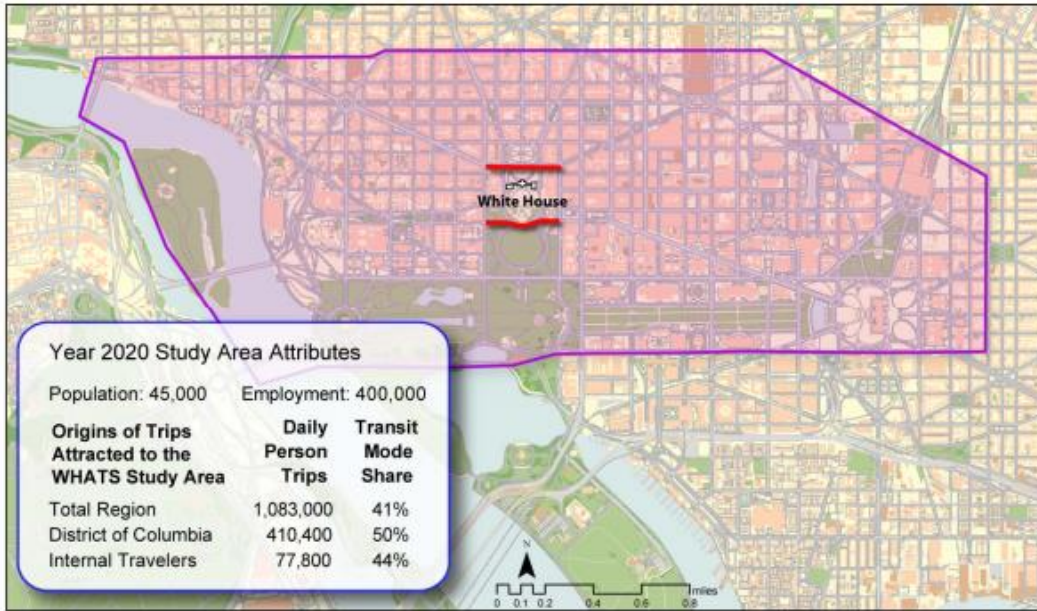 White House
Year 2020 Study Area Attributes
Population: 45,000 Employment: 400,000
Origins of Trips Attracted to the WHATS Study Area
Daily Person Trips
Transit Mode Share
Total Region 1,083,000 41%
District of Columbia 410,400 50%
Internal Travelers 77,800 44%
N
miles
0 0.1 0.2 0.4 0.6 0.8